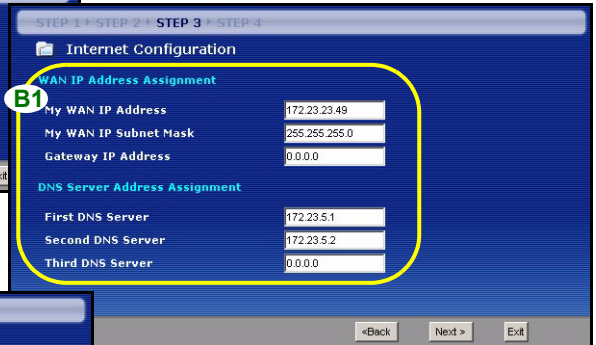 STEP 1 ▸ STEP 2 ▸ STEP 3 ▸ STEP 4
Internet Configuration
WAN IP Address Assignment
B1
My WAN IP Address 172.23.23.49
My WAN IP Subnet Mask 255.255.255.0
Gateway IP Address 0.0.0.0
DNS Server Address Assignment
First DNS Server 172.23.5.1
Second DNS Server 172.23.5.2
Third DNS Server 0.0.0.0
<Back Next > Exit